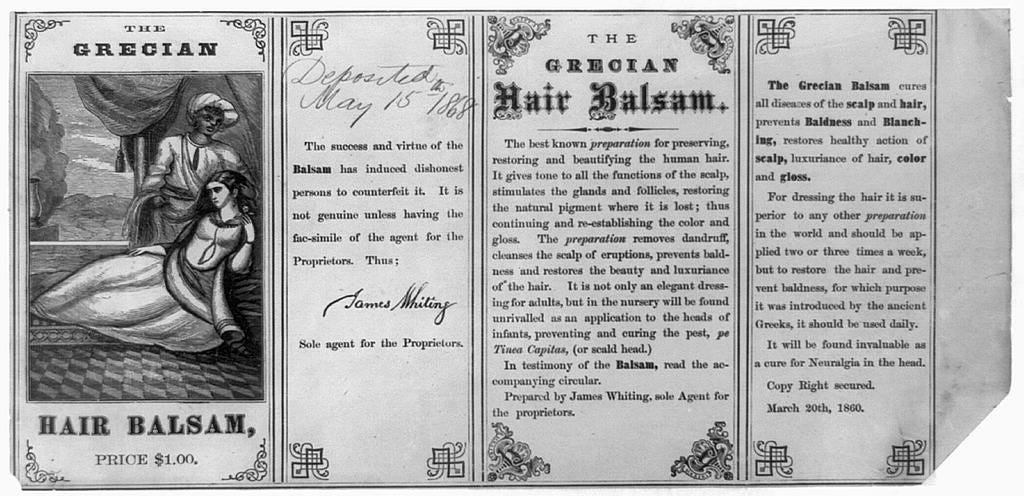 THE
GRECIAN
HAIR BALSAM,
PRICE $1.00.
Deposited
May 15th 1868
The success and virtue of the
Balsam has induced dishonest
persons to counterfeit it. It is
not genuine unless having the
fac-simile of the agent for the
Proprietors. Thus;
James Whiting
Sole agent for the Proprietors.
THE
GRECIAN
Hair Balsam.
The best known preparation for preserving,
restoring and beautifying the human hair.
It gives tone to all the functions of the scalp,
stimulates the glands and follicles, restoring
the natural pigment where it is lost; thus
continuing and re-establishing the color and
gloss. The preparation removes dandruff,
cleanses the scalp of eruptions, prevents bald-
ness and restores the beauty and luxuriance
of the hair. It is not only an elegant dress-
ing for adults, but in the nursery will be found
unrivalled as an application to the heads of
infants, preventing and curing the pest, pe
Tinea Capitas, (or scald head.)
In testimony of the Balsam, read the ac-
companying circular.
Prepared by James Whiting, sole Agent for
the proprietors.
The Grecian Balsam cures
all diseases of the scalp and hair,
prevents Baldness and Blanch-
ing, restores healthy action of
scalp, luxuriance of hair, color
and gloss.
For dressing the hair it is su-
perior to any other preparation
in the world and should be ap-
plied two or three times a week,
but to restore the hair and pre-
vent baldness, for which purpose
it was introduced by the ancient
Greeks, it should be used daily.
It will be found invaluable as
a cure for Neuralgia in the head.
Copy Right secured.
March 20th, 1860.